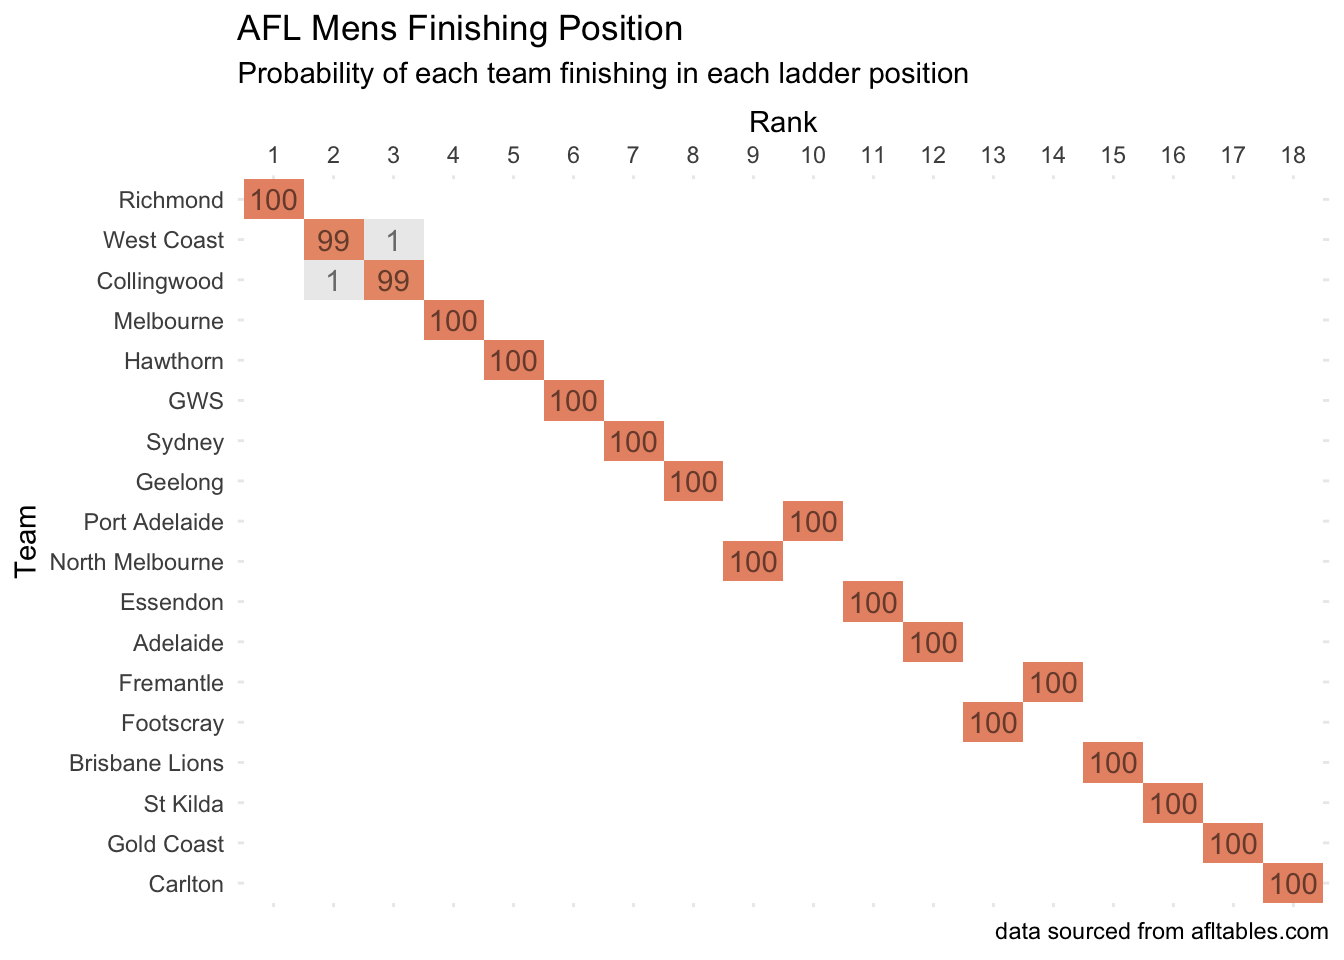 AFL Mens Finishing Position
Probability of each team finishing in each ladder position
Rank
1 2 3 4 5 6 7 8 9 10 11 12 13 14 15 16 17 18
Team
Richmond 100
West Coast 99 1
Collingwood 1 99
Melbourne 100
Hawthorn 100
GWS 100
Sydney 100
Geelong 100
Port Adelaide 100
North Melbourne 100
Essendon 100
Adelaide 100
Fremantle 100
Footscray 100
Brisbane Lions 100
St Kilda 100
Gold Coast 100
Carlton 100
data sourced from afltables.com